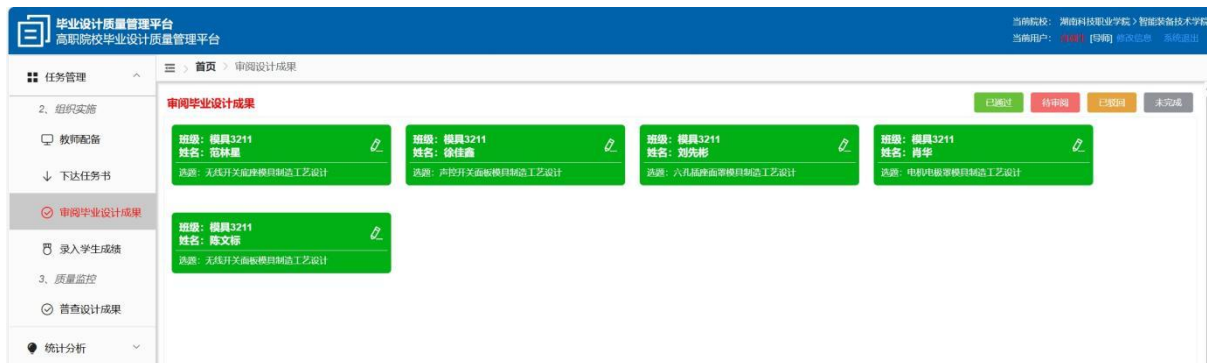 毕业设计质量管理平台
高职院校毕业设计质量管理平台
当前院校： 湖南科技职业学院 > 智能装备技术学院
当前用户： [导师] 修改信息 系统退出
任务管理
首页 > 审阅设计成果
2、组织实施
教师配备
下达任务书
审阅毕业设计成果
录入学生成绩
3、质量监控
普查设计成果
统计分析
审阅毕业设计成果
已通过 待审阅 已驳回 未完成
班级：模具3211
姓名：范林星
选题：无线开关底座模具制造工艺设计
班级：模具3211
姓名：徐佳鑫
选题：声控开关面板模具制造工艺设计
班级：模具3211
姓名：刘先彬
选题：六孔插座面罩模具制造工艺设计
班级：模具3211
姓名：肖华
选题：电机电极罩模具制造工艺设计
班级：模具3211
姓名：陈文标
选题：无线开关面板模具制造工艺设计